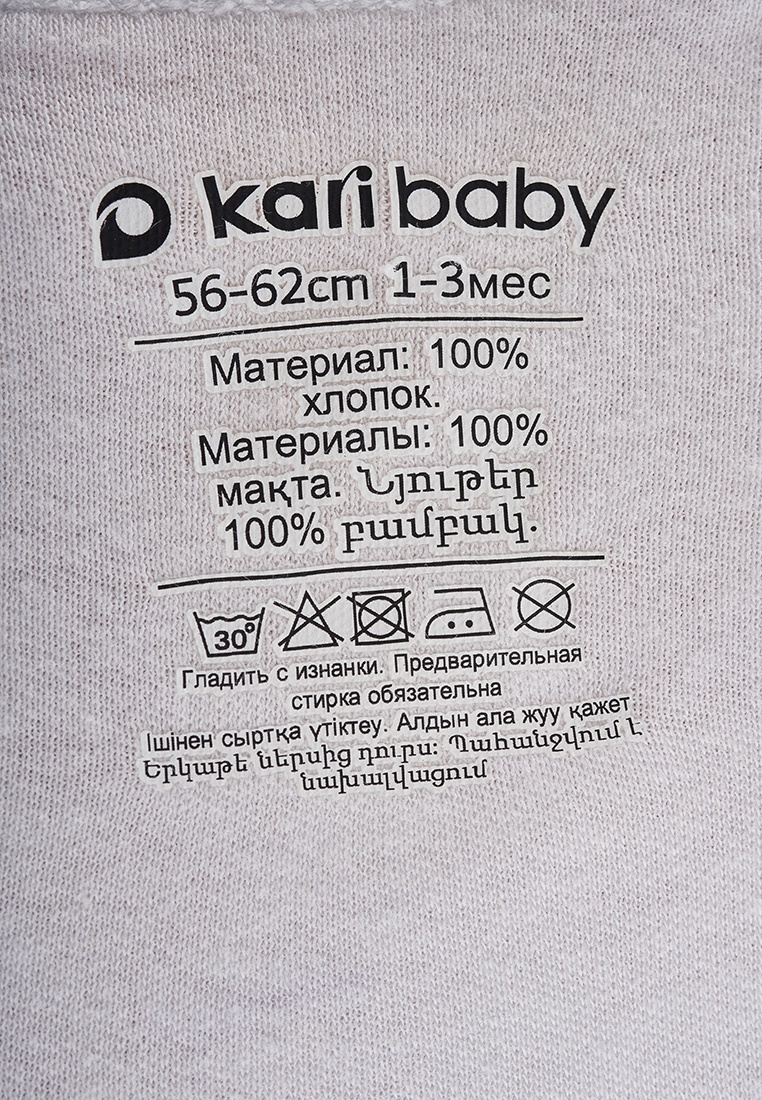 kari baby
56-62cm 1-3мес
Материал: 100%
хлопок.
Материалы: 100%
мақта. Նյութեր
100% բամբակ.
30°
Гладить с изнанки. Предварительная
стирка обязательна
Ішінен сыртқа үтіктеу. Алдын ала жуу қажет
Երկաթե ներսից դուրս: Պահանջվում է
նախալվացում